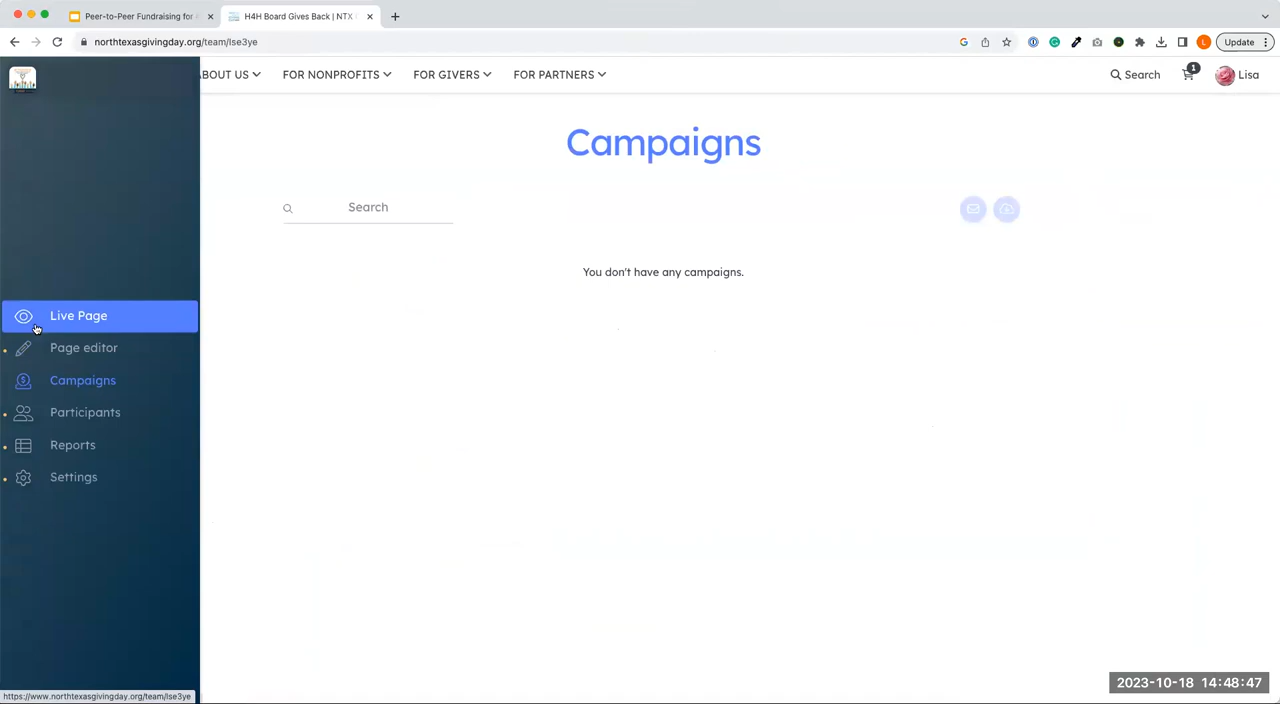 Peer-to-Peer Fundraising for
H4H Board Gives Back | NTX
northtexasgivingday.org/team/lse3ye
Update
ABOUT US
FOR NONPROFITS
FOR GIVERS
FOR PARTNERS
Search
1
Lisa
Campaigns
Search
You don't have any campaigns.
Live Page
Page editor
Campaigns
Participants
Reports
Settings
https://www.northtexasgivingday.org/team/lse3ye
2023-10-18 14:48:47